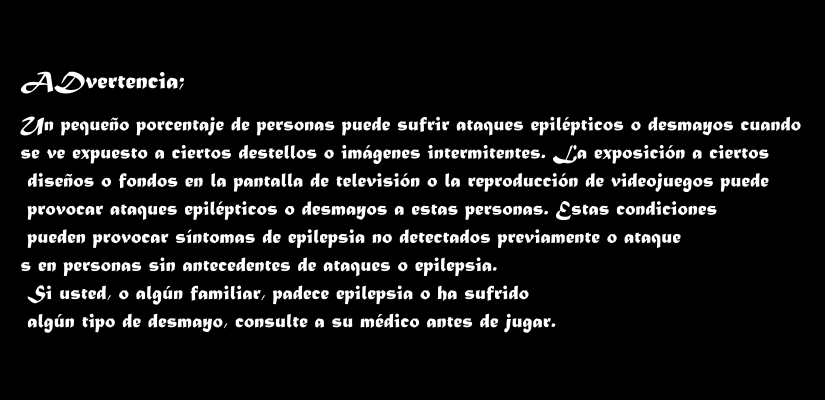 ADvertencia;
Un pequeño porcentaje de personas puede sufrir ataques epilépticos o desmayos cuando
se ve expuesto a ciertos destellos o imágenes intermitentes. La exposición a ciertos
diseños o fondos en la pantalla de televisión o la reproducción de videojuegos puede
provocar ataques epilépticos o desmayos a estas personas. Estas condiciones
pueden provocar síntomas de epilepsia no detectados previamente o ataque
s en personas sin antecedentes de ataques o epilepsia.
Si usted, o algún familiar, padece epilepsia o ha sufrido
algún tipo de desmayo, consulte a su médico antes de jugar.